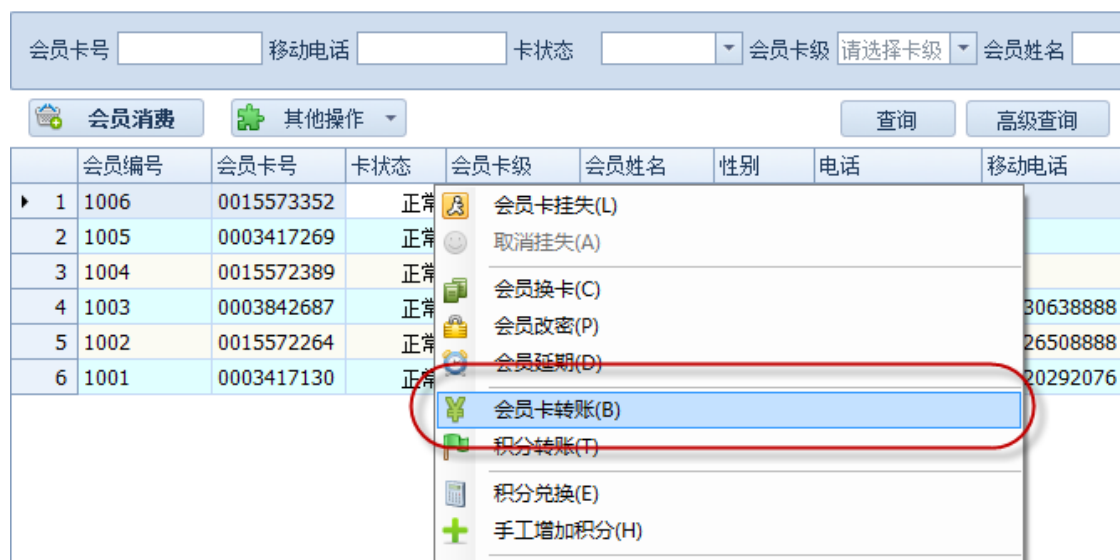 会员卡号 移动电话 卡状态 会员卡级 请选择卡级 会员姓名
会员消费 其他操作 查询 高级查询
会员编号 会员卡号 卡状态 会员卡级 会员姓名 性别 电话 移动电话
1 1006 0015573352 正常
会员卡挂失(L)
2 1005 0003417269 正常
取消挂失(A)
3 1004 0015572389 正常
会员换卡(C)
4 1003 0003842687 正常 30638888
会员改密(P)
5 1002 0015572264 正常 26508888
会员延期(D)
6 1001 0003417130 正常 20292076
会员卡转账(B)
积分转账(T)
积分兑换(E)
手工增加积分(H)